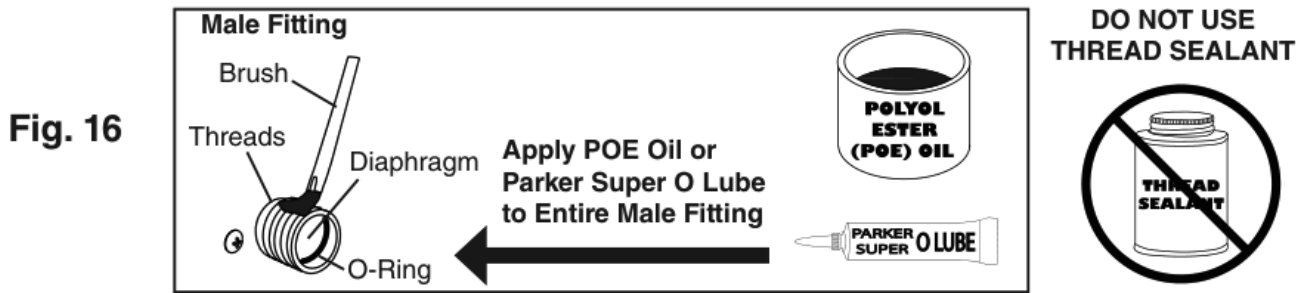 Fig. 16
Male Fitting
Brush
Threads
Diaphragm
O-Ring
Apply POE Oil or
Parker Super O Lube
to Entire Male Fitting
POLYOL
ESTER
(POE) OIL
PARKER
SUPER O LUBE
DO NOT USE
THREAD SEALANT
THREAD
SEALANT